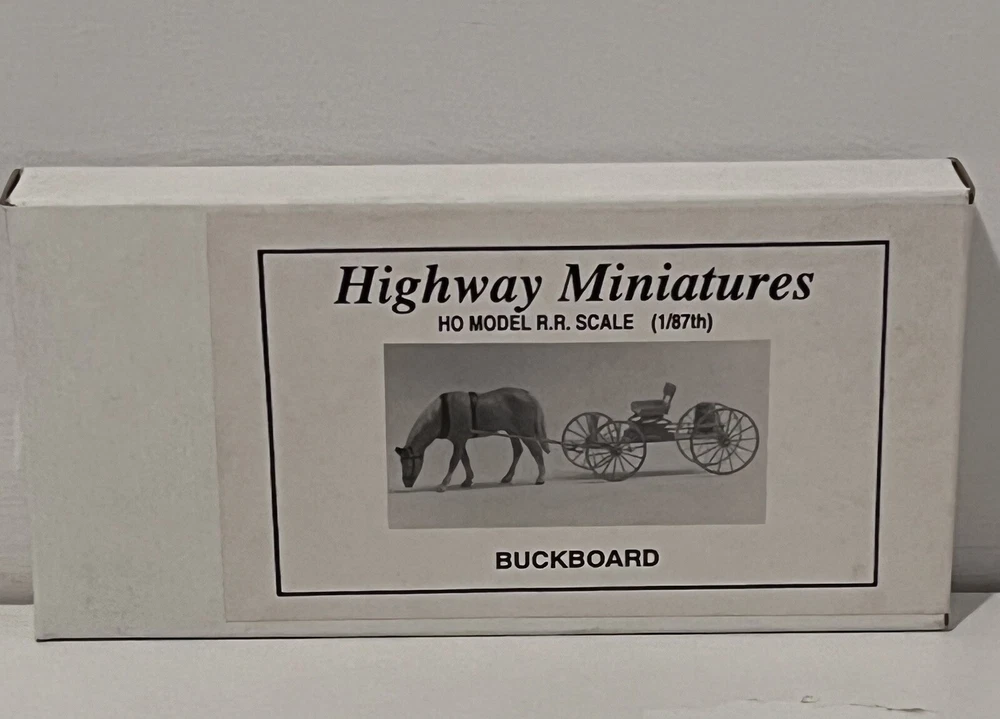 Highway Miniatures
HO MODEL R.R. SCALE (1/87th)
BUCKBOARD